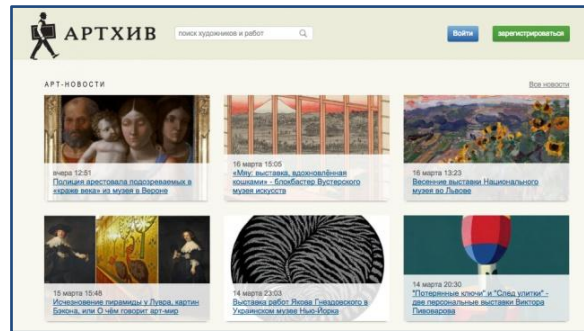 АРТХИВ
поиск художников и работ
Войти
зарегистрироваться
АРТ-НОВОСТИ
Все новости
вчера 12:51
Полиция арестовала подозреваемых в
«краже века» из музея в Вероне
16 марта 15:05
«Мяу: выставка, вдохновлённая
кошками» - блокбастер Вустерского
музея искусств
16 марта 13:23
Весенние выставки Национального
музея во Львове
15 марта 15:48
Исчезновение пирамиды у Лувра, картин
Бэкона, или О чём говорит арт-мир
14 марта 23:03
Выставка работ Якова Гнездовского в
Украинском музее Нью-Йорка
14 марта 20:30
"Потерянные ключи" и "След улитки" -
две персональные выставки Виктора
Пивоварова